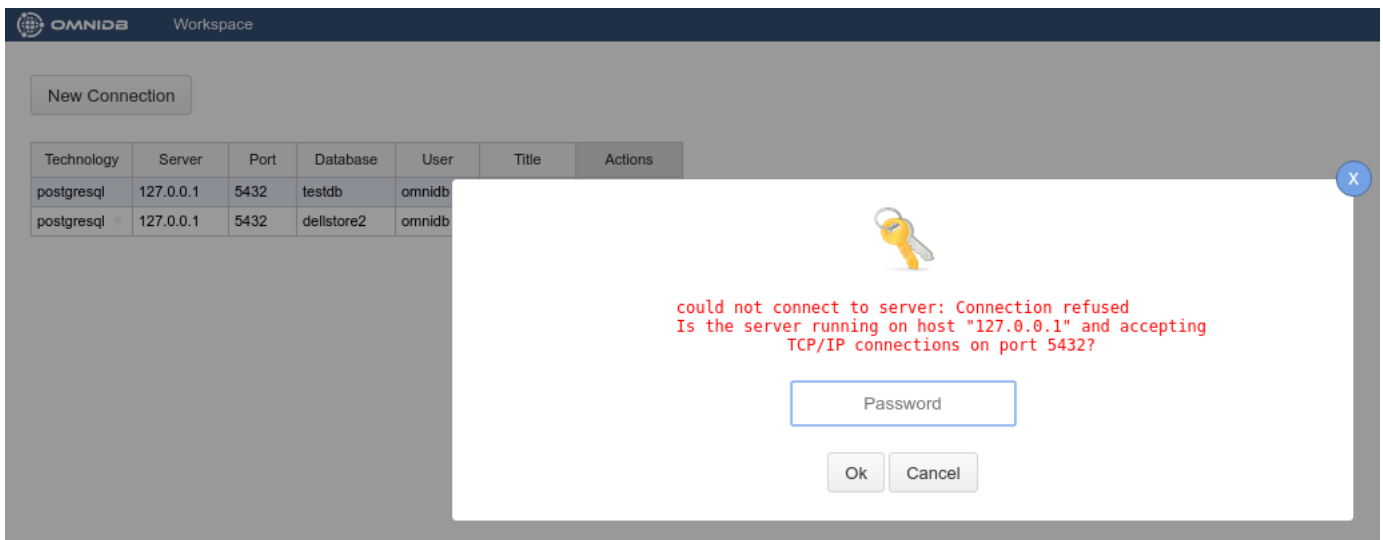 OMNIDB Workspace
New Connection
Technology Server Port Database User Title Actions
postgresql 127.0.0.1 5432 testdb omnidb
postgresql 127.0.0.1 5432 dellstore2 omnidb
X
could not connect to server: Connection refused
Is the server running on host "127.0.0.1" and accepting
TCP/IP connections on port 5432?
Password
Ok Cancel